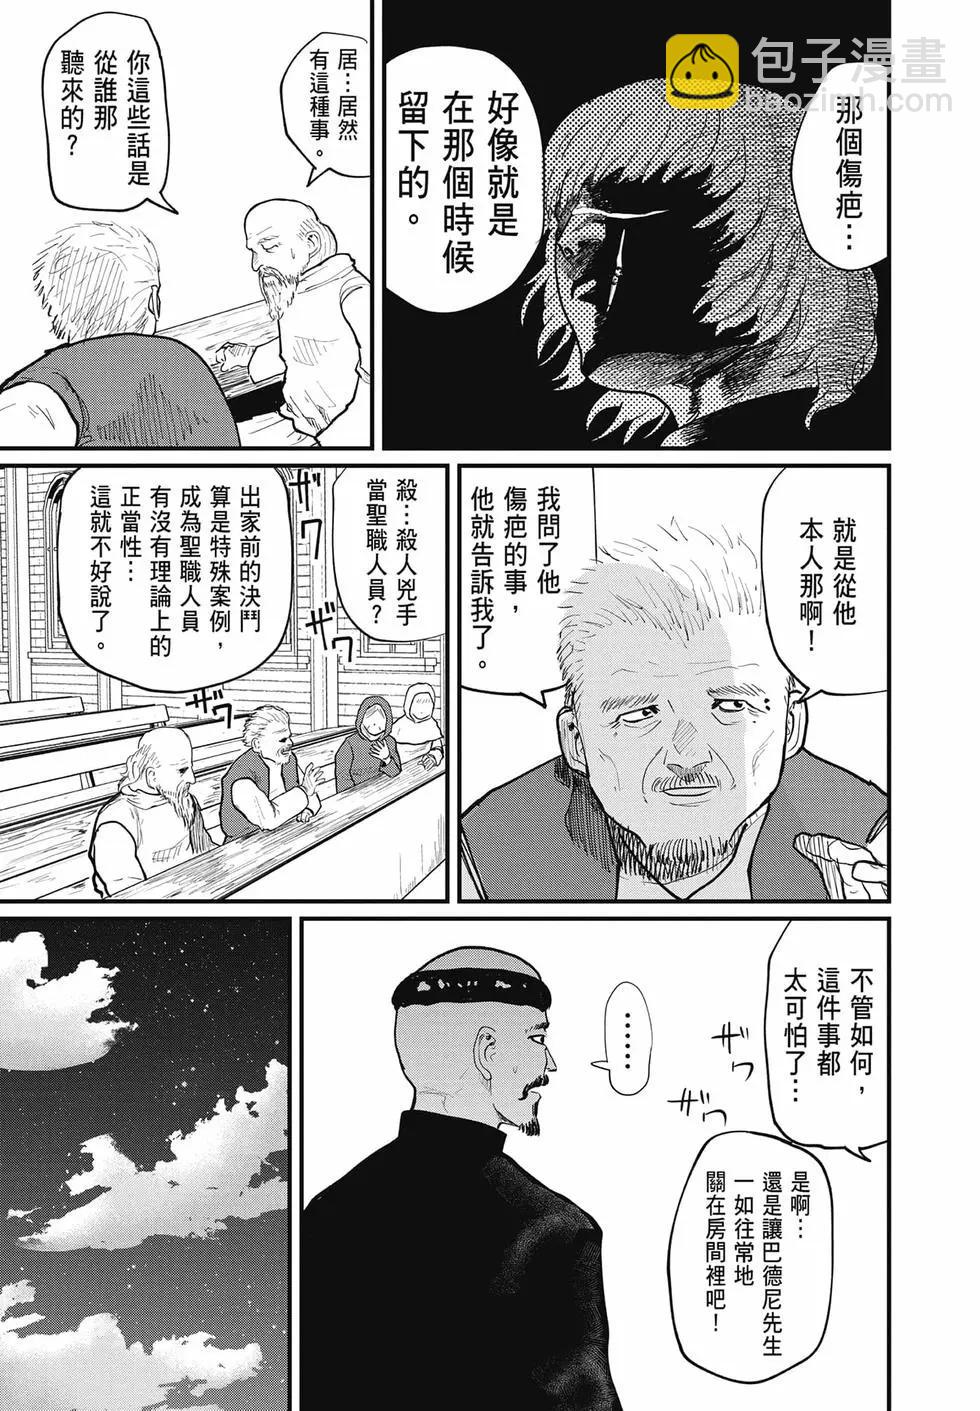 包子漫畫
baozimh.com
那個傷疤…
好像就是
在那個時候
留下的。
居…居然
有這種事。
你這些話是
從誰那
聽來的？
就是從他
本人那啊！
我問了他
傷疤的事，
他就告訴我了。
殺…殺人兇手
當聖職人員？
出家前的決鬥
算是特殊案例，
成為聖職人員
有沒有理論上的
正當性…
這就不好說了。
ザワ
ザワ
ザワ
不管如何，
這件事都
太可怕了…
是啊…
還是讓巴德尼先生
一如往常地
關在房間裡吧！
ザワ
ザワ
……